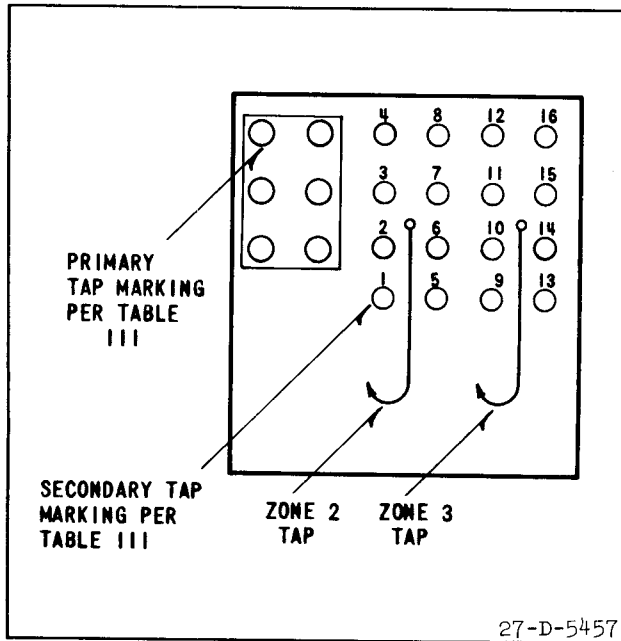 4 8 12 16
3 7 11 15
2 6 10 14
1 5 9 13
PRIMARY
TAP MARKING
PER TABLE
III
SECONDARY TAP
MARKING PER
TABLE III
ZONE 2
TAP
ZONE 3
TAP
27-D-5457